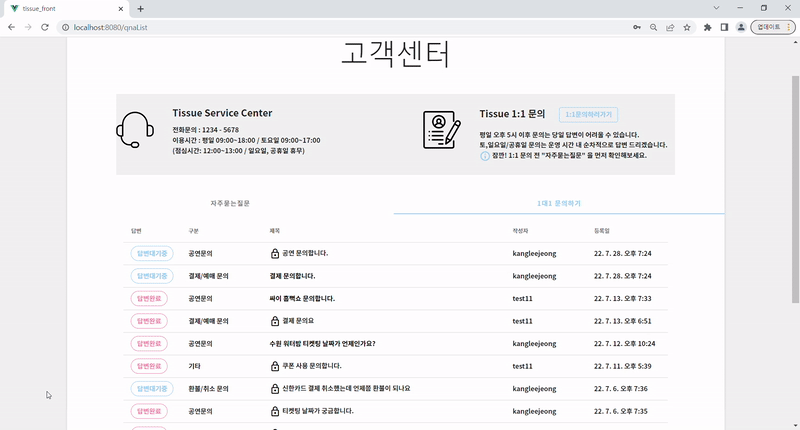 tissue_front
localhost:8080/qnaList
업데이트
고객센터
Tissue Service Center
전화문의 : 1234 - 5678
이용시간 : 평일 09:00~18:00 / 토요일 09:00~17:00
(점심시간: 12:00~13:00 / 일요일, 공휴일 휴무)
Tissue 1:1 문의 1:1문의하러가기
평일 오후 5시 이후 문의는 당일 답변이 어려울 수 있습니다.
토,일요일/공휴일 문의는 운영 시간 내 순차적으로 답변 드리겠습니다.
잠깐! 1:1 문의 전 "자주묻는질문" 을 먼저 확인해보세요.
자주묻는질문 1대1 문의하기
답변 구분 제목 작성자 등록일
답변대기중 공연문의 공연 문의합니다. kangleejeong 22. 7. 28. 오후 7:24
답변대기중 결제/예매 문의 결제 문의합니다. kangleejeong 22. 7. 28. 오후 7:24
답변완료 공연문의 싸이 흠뻑쇼 문의합니다. test11 22. 7. 13. 오후 7:33
답변완료 결제/예매 문의 결제 문의요 test11 22. 7. 13. 오후 6:51
답변완료 공연문의 수원 워터밤 티켓팅 날짜가 언제인가요? kangleejeong 22. 7. 12. 오후 10:24
답변완료 기타 쿠폰 사용 문의합니다. test11 22. 7. 11. 오후 5:39
답변대기중 환불/취소 문의 신한카드 결제 취소했는데 언제쯤 환불이 되나요 kangleejeong 22. 7. 6. 오후 7:36
답변완료 공연문의 티켓팅 날짜가 궁금합니다. kangleejeong 22. 7. 6. 오후 7:35